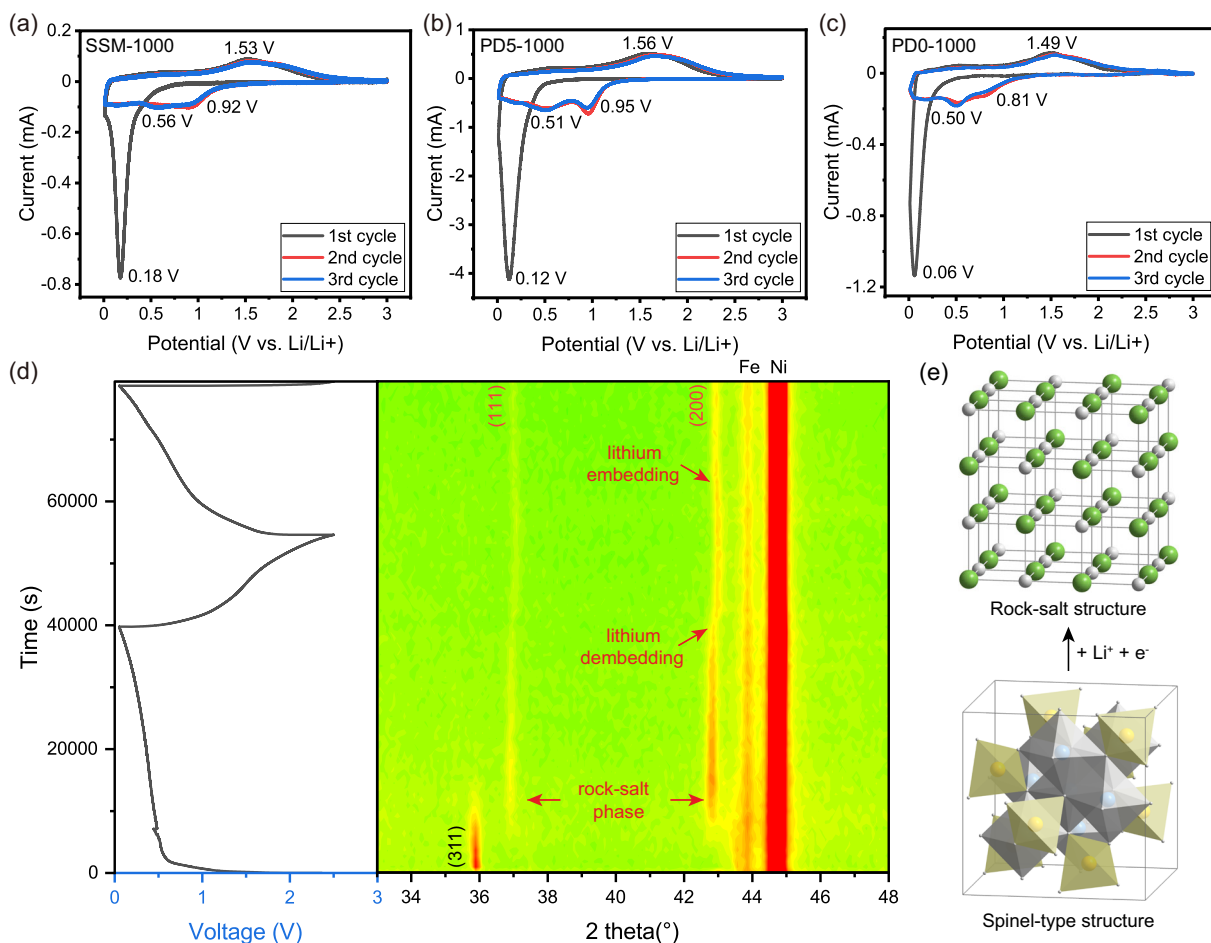 (a)
SSM-1000
1.53 V
0.92 V
0.56 V
0.18 V
1st cycle
2nd cycle
3rd cycle
0.2
0
-0.2
-0.4
-0.6
-0.8
Current (mA)
0
0.5
1
1.5
2
2.5
3
Potential (V vs. Li/Li+)
(b)
PD5-1000
1.56 V
0.95 V
0.51 V
0.12 V
1st cycle
2nd cycle
3rd cycle
1
0
-1
-2
-3
-4
Current (mA)
0
0.5
1
1.5
2
2.5
3
Potential (V vs. Li/Li+)
(c)
PD0-1000
1.49 V
0.81 V
0.50 V
0.06 V
1st cycle
2nd cycle
3rd cycle
0.4
0
-0.4
-0.8
-1.2
Current (mA)
0
0.5
1
1.5
2
2.5
3
Potential (V vs. Li/Li+)
(d)
Fe
Ni
(111)
(200)
lithium
embedding
lithium
dembedding
rock-salt
phase
(311)
60000
40000
20000
0
Time (s)
0
1
2
3
Voltage (V)
34
36
38
40
42
44
46
48
2 theta(°)
(e)
Rock-salt structure
+ Li⁺ + e⁻
Spinel-type structure